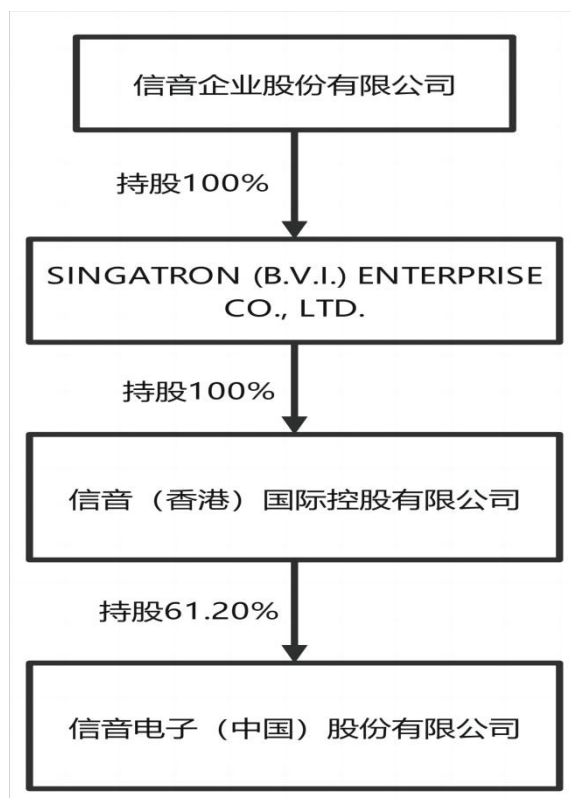 信音企业股份有限公司
持股100%
SINGATRON (B.V.I.) ENTERPRISE
CO., LTD.
持股100%
信音（香港）国际控股有限公司
持股61.20%
信音电子（中国）股份有限公司